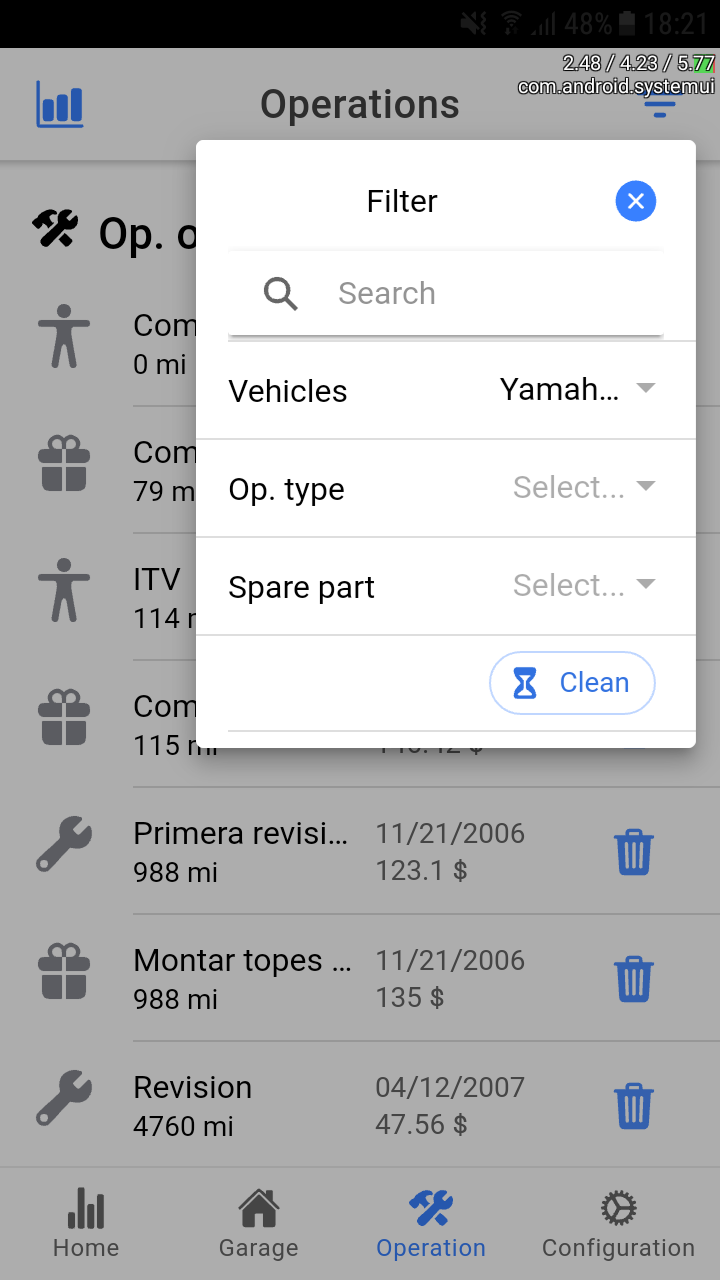 48% 18:21
2.48 / 4.23 / 5.77
com.android.systemui
Operations
Filter
Op. o
Search
Com
0 mi
Vehicles Yamah...
Com
79 m
Op. type Select...
ITV
114 m
Spare part Select...
Com
115 mi
Clean
Primera revisi... 11/21/2006
988 mi 123.1 $
Montar topes ... 11/21/2006
988 mi 135 $
Revision 04/12/2007
4760 mi 47.56 $
Home Garage Operation Configuration